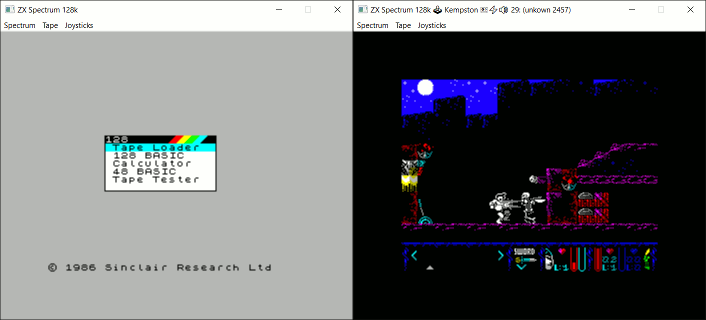 ZX Spectrum 128k
Spectrum Tape Joysticks
128
Tape Loader
128 BASIC
Calculator
48 BASIC
Tape Tester
© 1986 Sinclair Research Ltd
ZX Spectrum 128k Kempston 29: (unkown 2457)
Spectrum Tape Joysticks
SWORD